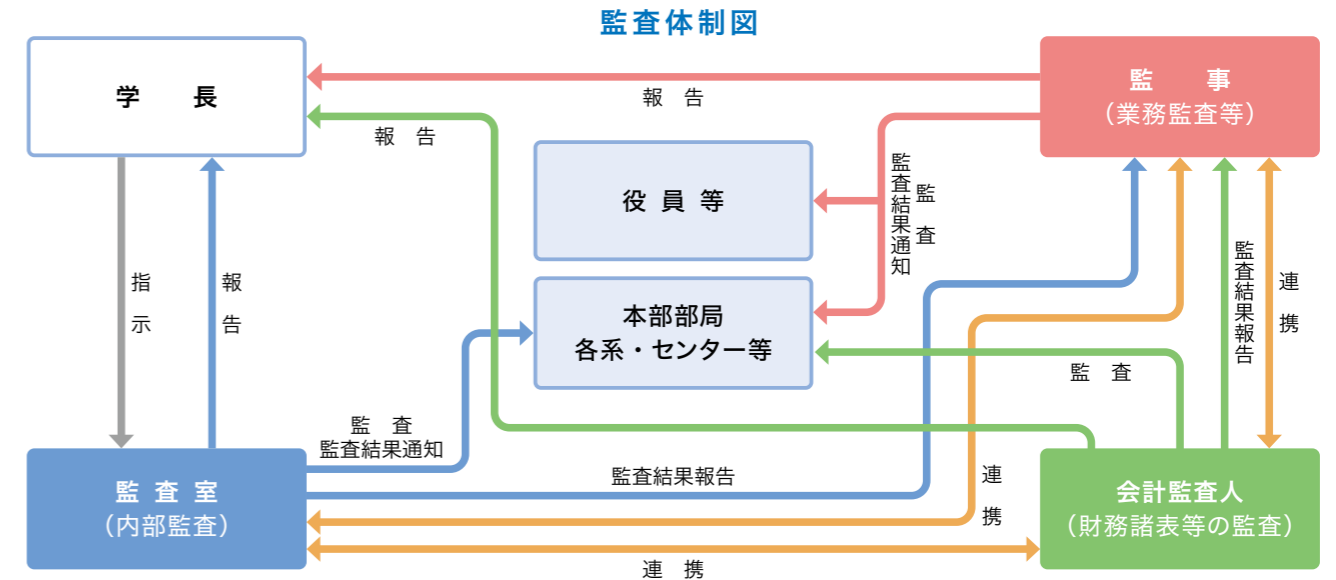 監査体制図
学　長
監　事
（業務監査等）
報　告
報　告
役 員 等
監査結果通知
監　査
本部部局
各系・センター等
指　示
報　告
監査結果報告
連　携
監　査
監　査
監査結果通知
監査結果報告
連　携
監 査 室
（内部監査）
会計監査人
（財務諸表等の監査）
連　携